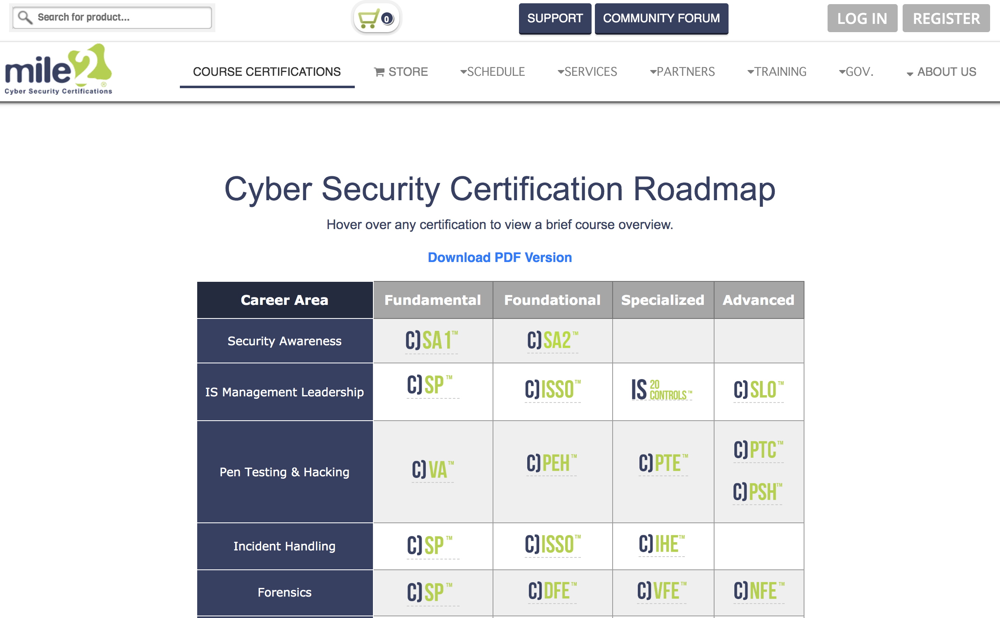 Search for product...
0
SUPPORT
COMMUNITY FORUM
LOG IN
REGISTER
mile2®
Cyber Security Certifications
COURSE CERTIFICATIONS
STORE
SCHEDULE
SERVICES
PARTNERS
TRAINING
GOV.
ABOUT US
Cyber Security Certification Roadmap
Hover over any certification to view a brief course overview.
Download PDF Version
Career Area Fundamental Foundational Specialized Advanced
Security Awareness C)SA1™ C)SA2™
IS Management Leadership C)SP™ C)ISSO™ IS 20 CONTROLS™ C)SLO™
Pen Testing & Hacking C)VA™ C)PEH™ C)PTE™ C)PTC™
C)PSH™
Incident Handling C)SP™ C)ISSO™ C)IHE™
Forensics C)SP™ C)DFE™ C)VFE™ C)NFE™